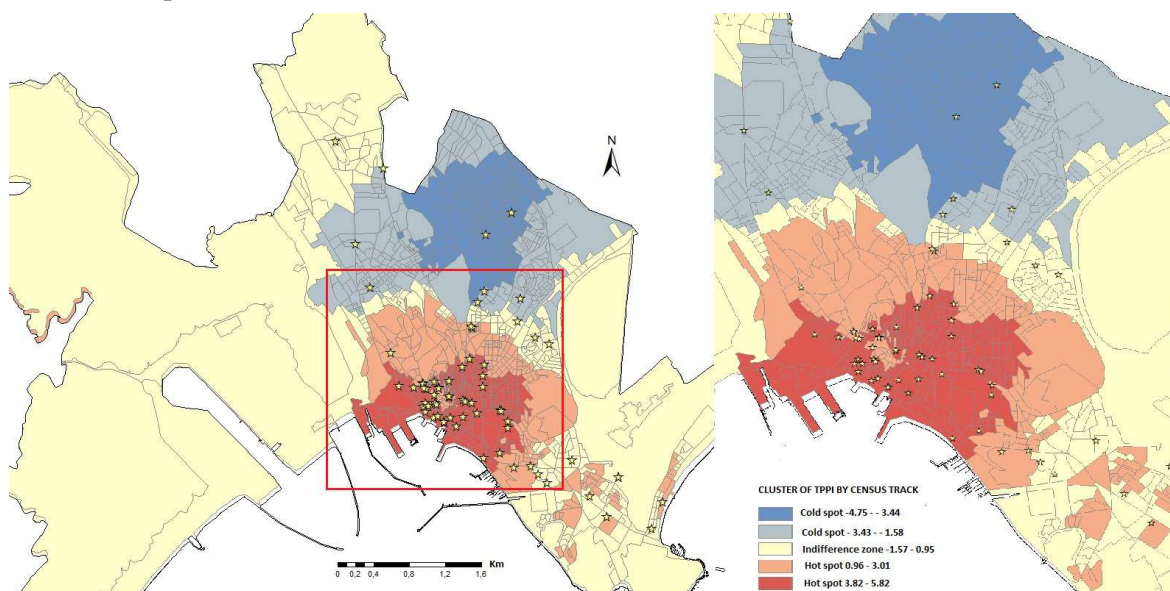 N
Km
0 0,2 0,4 0,8 1,2 1,6
CLUSTER OF TPPI BY CENSUS TRACK
Cold spot -4.75 - - 3.44
Cold spot - 3.43 - - 1.58
Indifference zone -1.57 - 0.95
Hot spot 0.96 - 3.01
Hot spot 3.82 - 5.82